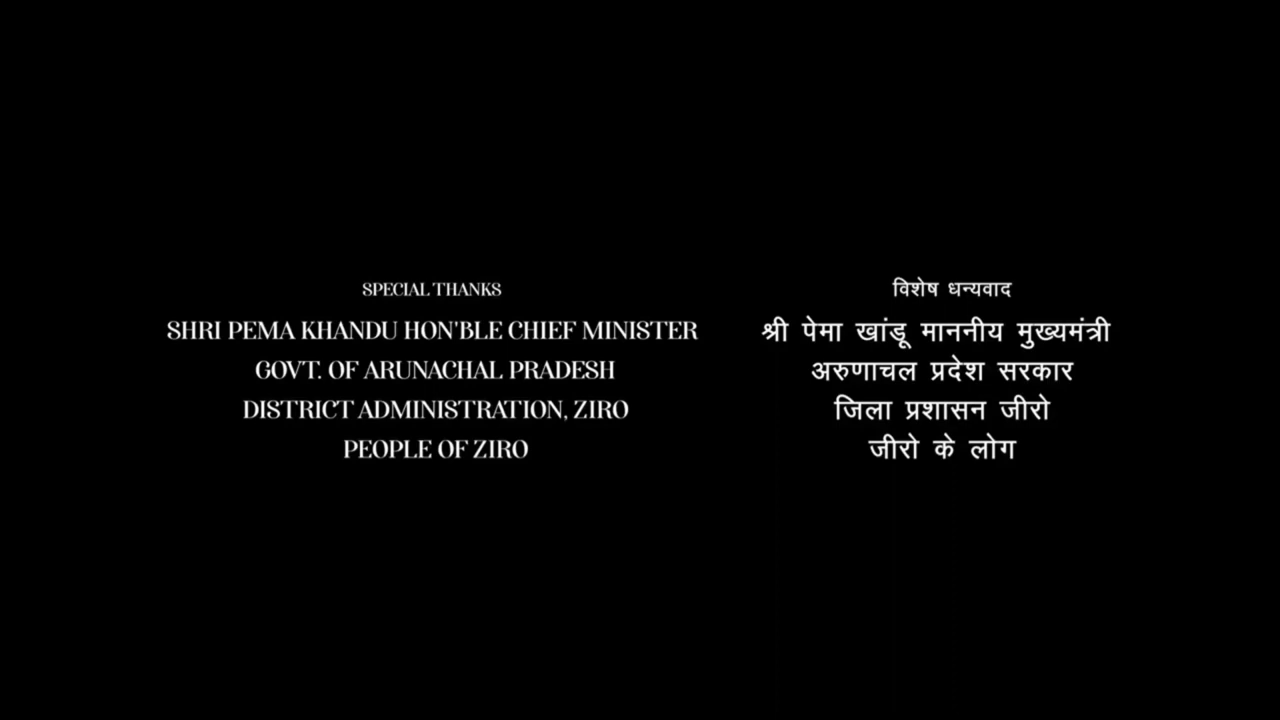 SPECIAL THANKS
SHRI PEMA KHANDU HON'BLE CHIEF MINISTER
GOVT. OF ARUNACHAL PRADESH
DISTRICT ADMINISTRATION, ZIRO
PEOPLE OF ZIRO
विशेष धन्यवाद
श्री पेमा खांडू माननीय मुख्यमंत्री
अरुणाचल प्रदेश सरकार
जिला प्रशासन जीरो
जीरो के लोग